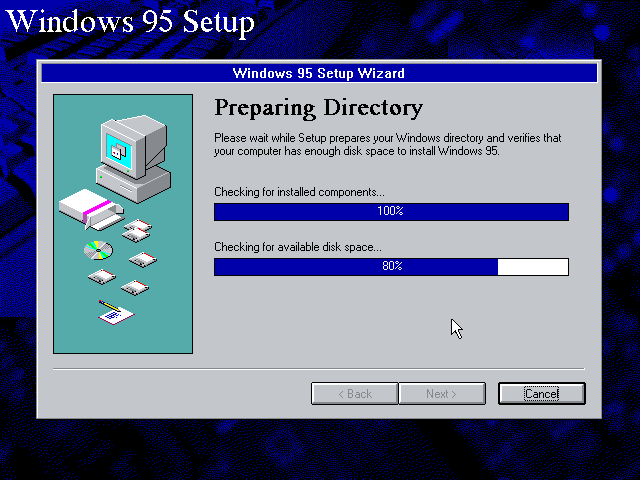 Windows 95 Setup
Windows 95 Setup Wizard
Preparing Directory
Please wait while Setup prepares your Windows directory and verifies that
your computer has enough disk space to install Windows 95.
Checking for installed components...
100%
Checking for available disk space...
80%
< Back
Next >
Cancel